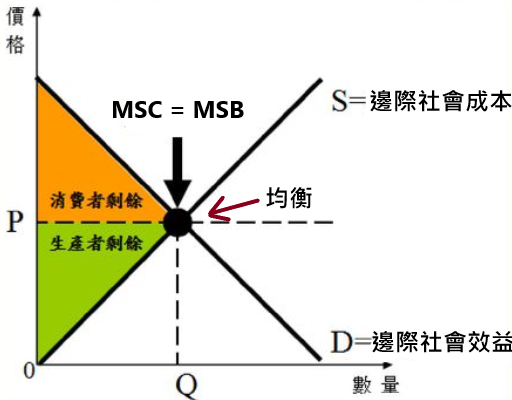 價
格
MSC = MSB
S=邊際社會成本
消費者剩餘
均衡
P
生產者剩餘
D=邊際社會效益
0
Q
數量